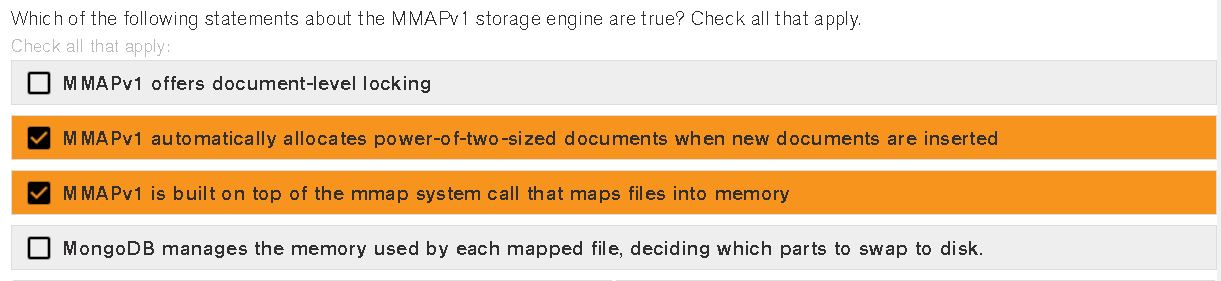 Which of the following statements about the MMAPv1 storage engine are true? Check all that apply.
Check all that apply:
MMAPv1 offers document-level locking
MMAPv1 automatically allocates power-of-two-sized documents when new documents are inserted
MMAPv1 is built on top of the mmap system call that maps files into memory
MongoDB manages the memory used by each mapped file, deciding which parts to swap to disk.